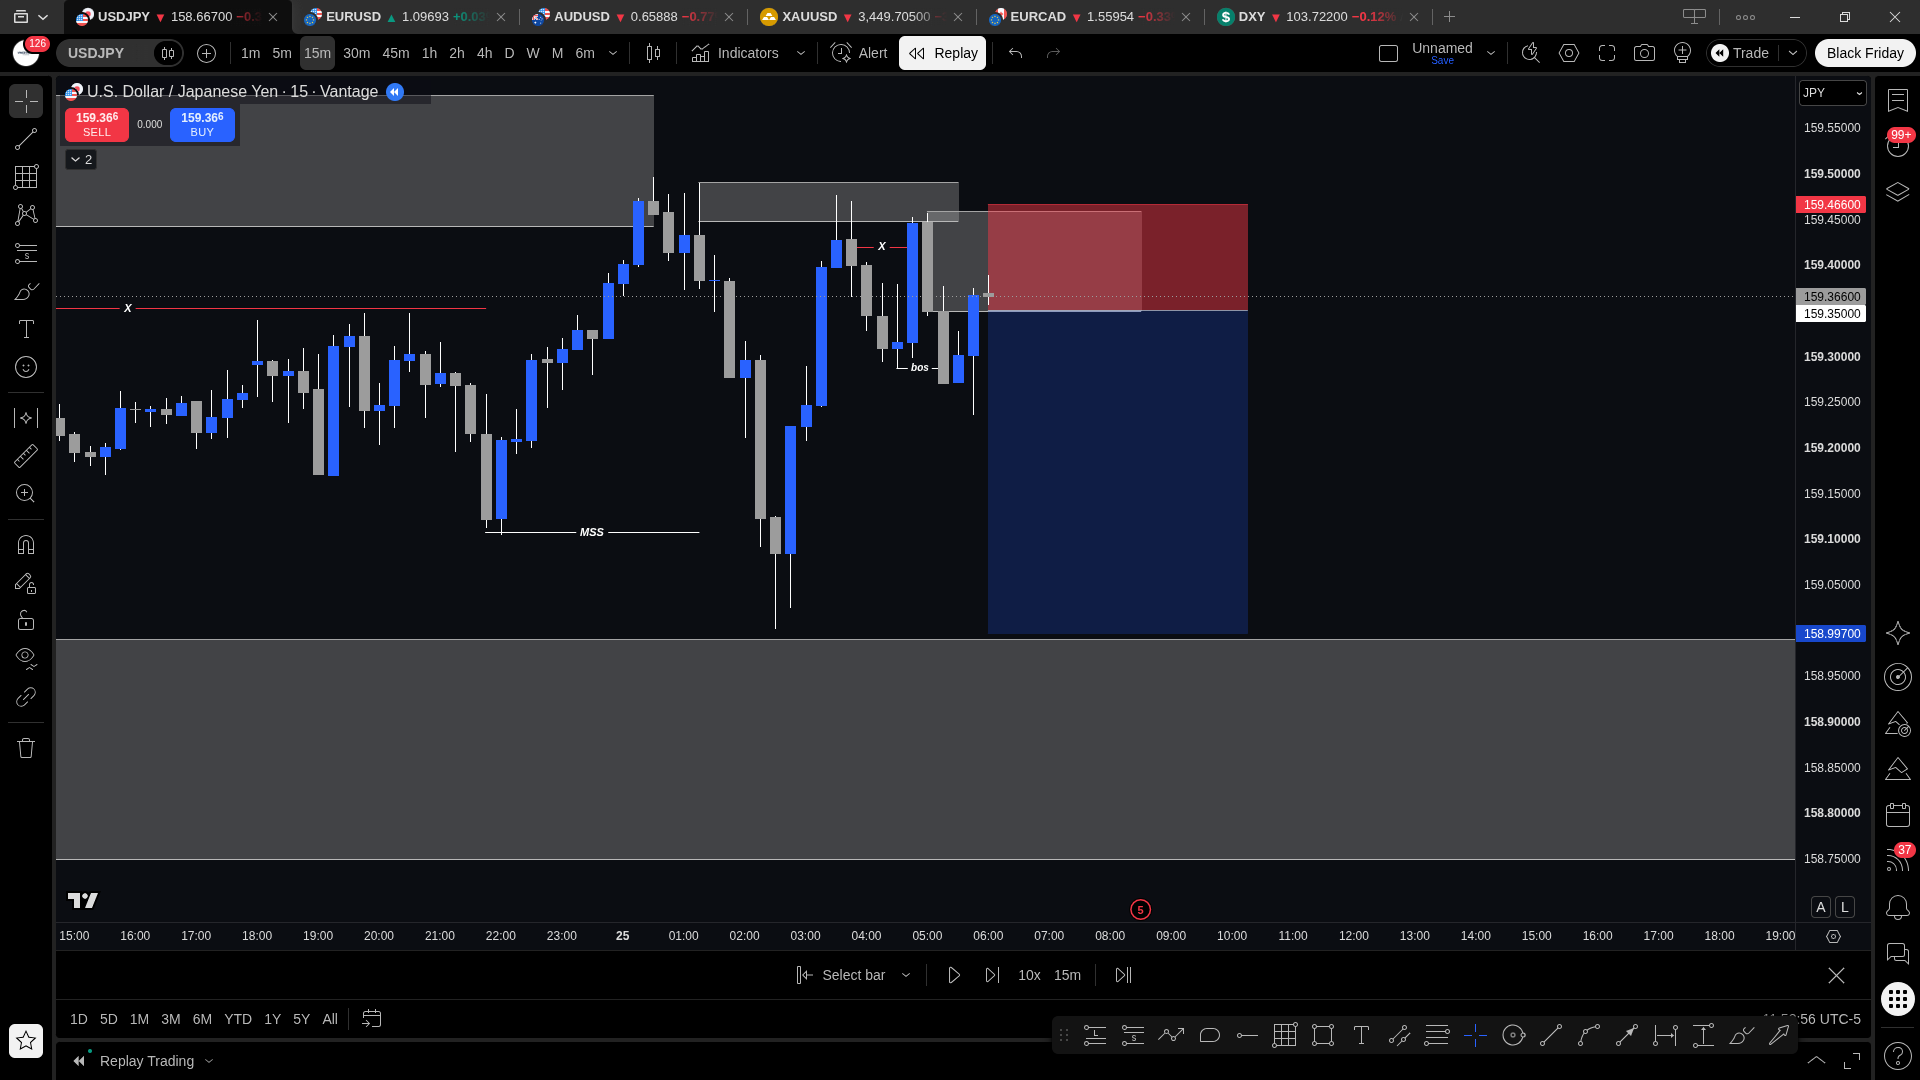 USDJPY 158.66700 −0.3
EURUSD 1.09693 +0.03
AUDUSD 0.65888 −0.77
XAUUSD 3,449.70500
EURCAD 1.55954 −0.33
DXY 103.72200 −0.12%
126
USDJPY
1m 5m 15m 30m 45m 1h 2h 4h D W M 6m
Indicators
Alert
Replay
Unnamed
Save
Trade
Black Friday
U.S. Dollar / Japanese Yen · 15 · Vantage
159.366
SELL
0.000
159.366
BUY
2
JPY
159.55000
159.50000
159.46600
159.45000
159.40000
159.36600
159.35000
159.30000
159.25000
159.20000
159.15000
159.10000
159.05000
158.99700
158.95000
158.90000
158.85000
158.80000
158.75000
X
X
bos
MSS
99+
37
5
A L
15:00 16:00 17:00 18:00 19:00 20:00 21:00 22:00 23:00 25 01:00 02:00 03:00 04:00 05:00 06:00 07:00 08:00 09:00 10:00 11:00 12:00 13:00 14:00 15:00 16:00 17:00 18:00 19:00
Select bar 10x 15m
1D 5D 1M 3M 6M YTD 1Y 5Y All
:56 UTC-5
Replay Trading